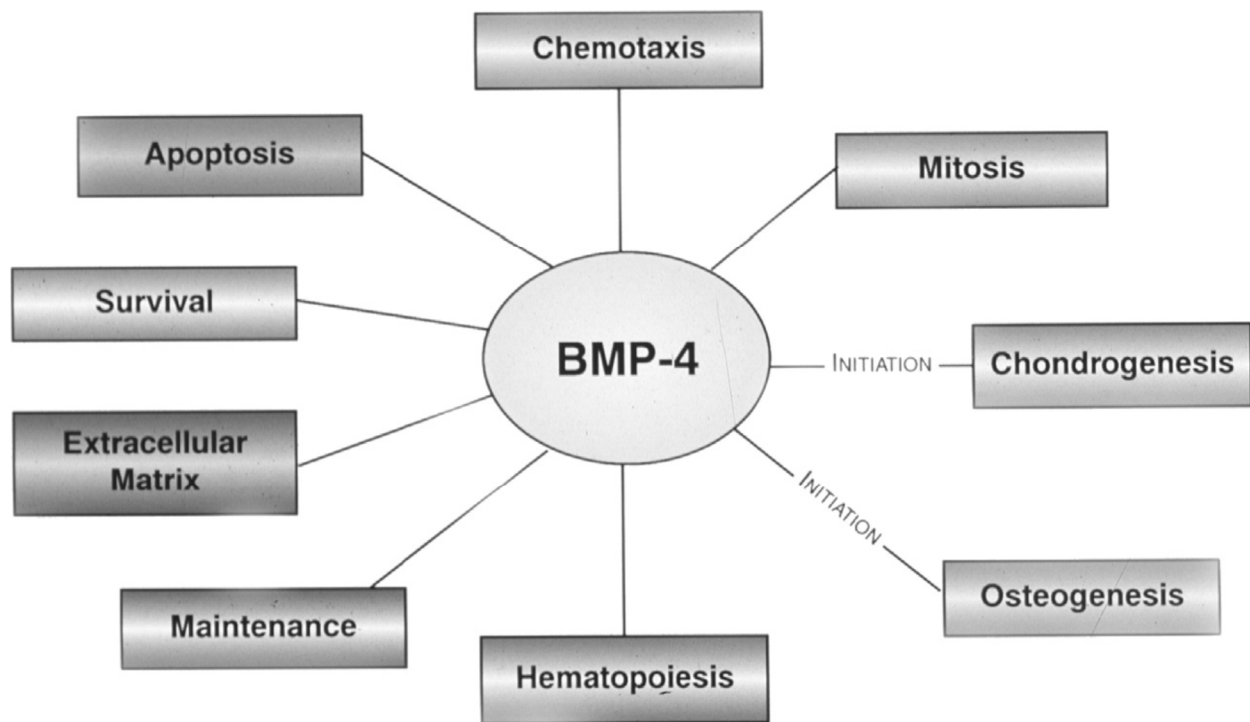 Chemotaxis
Apoptosis
Mitosis
Survival
BMP-4
INITIATION
Chondrogenesis
Extracellular
Matrix
INITIATION
Osteogenesis
Maintenance
Hematopoiesis